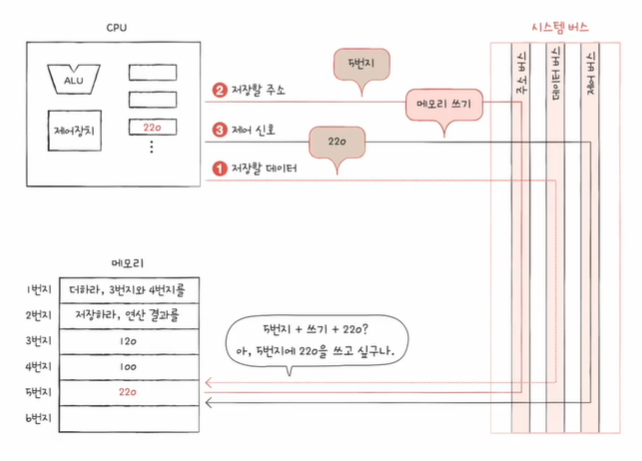 CPU
시스템 버스
ALU
제어장치
220
5번지
❷ 저장할 주소
메모리 쓰기
❸ 제어 신호
220
❶ 저장할 데이터
주소 버스
데이터 버스
제어 버스
메모리
1번지 더하라, 3번지와 4번지를
2번지 저장하라, 연산 결과를
3번지 120
4번지 100
5번지 220
6번지
5번지 + 쓰기 + 220?
아, 5번지에 220을 쓰고 싶구나.